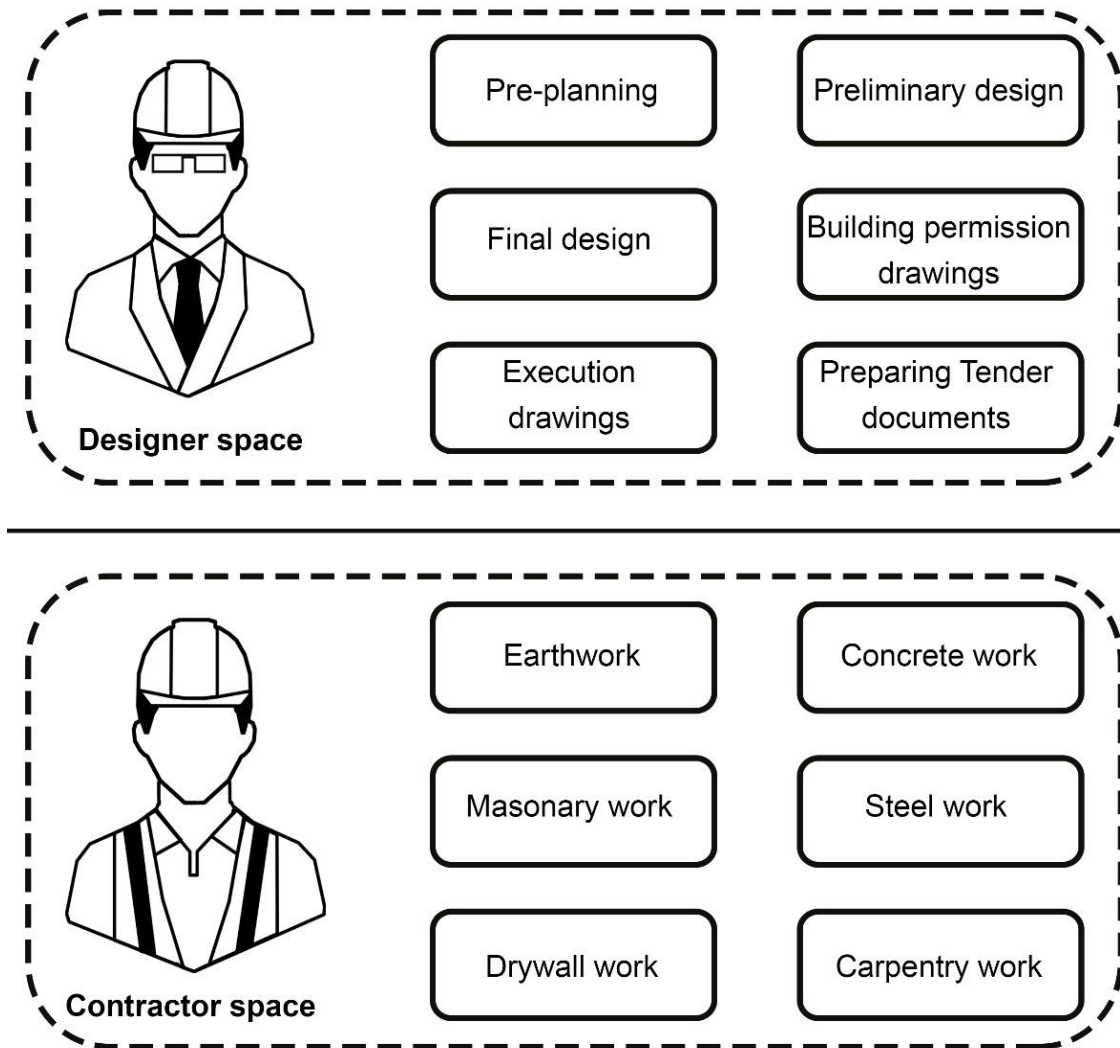 Pre-planning
Preliminary design
Final design
Building permission
drawings
Execution
drawings
Preparing Tender
documents
Designer space
Earthwork
Concrete work
Masonary work
Steel work
Drywall work
Carpentry work
Contractor space